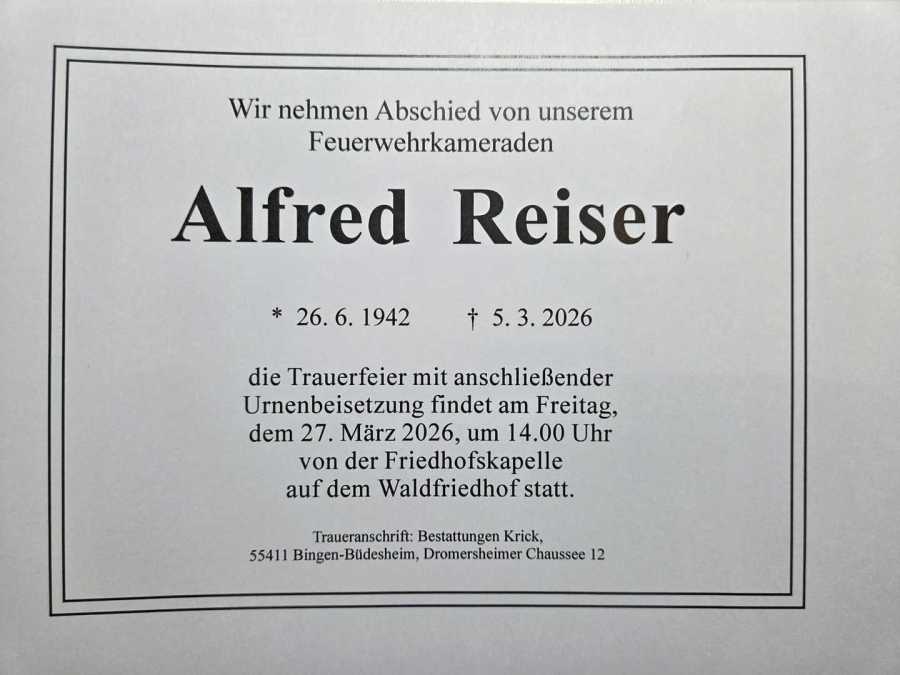 Wir nehmen Abschied von unserem
Feuerwehrkameraden
Alfred Reiser
* 26. 6. 1942 † 5. 3. 2026
die Trauerfeier mit anschließender
Urnenbeisetzung findet am Freitag,
dem 27. März 2026, um 14.00 Uhr
von der Friedhofskapelle
auf dem Waldfriedhof statt.
Traueranschrift: Bestattungen Krick,
55411 Bingen-Büdesheim, Dromersheimer Chaussee 12